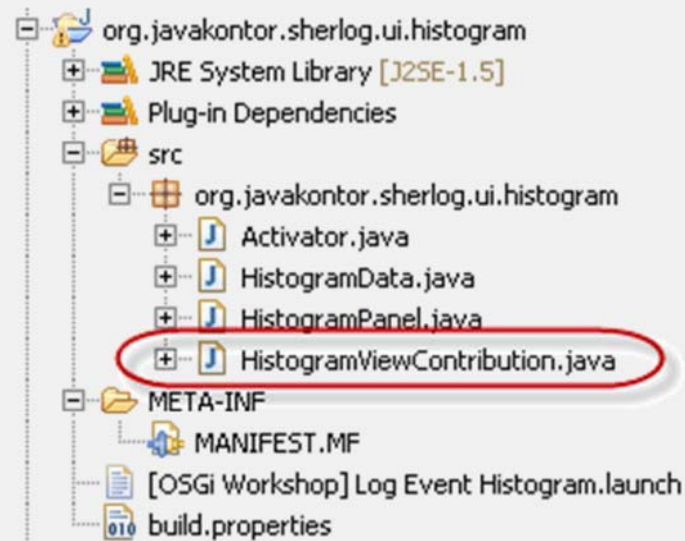 org.javakontor.sherlog.ui.histogram
JRE System Library [J2SE-1.5]
Plug-in Dependencies
src
org.javakontor.sherlog.ui.histogram
Activator.java
HistogramData.java
HistogramPanel.java
HistogramViewContribution.java
META-INF
MANIFEST.MF
[OSGi Workshop] Log Event Histogram.launch
build.properties